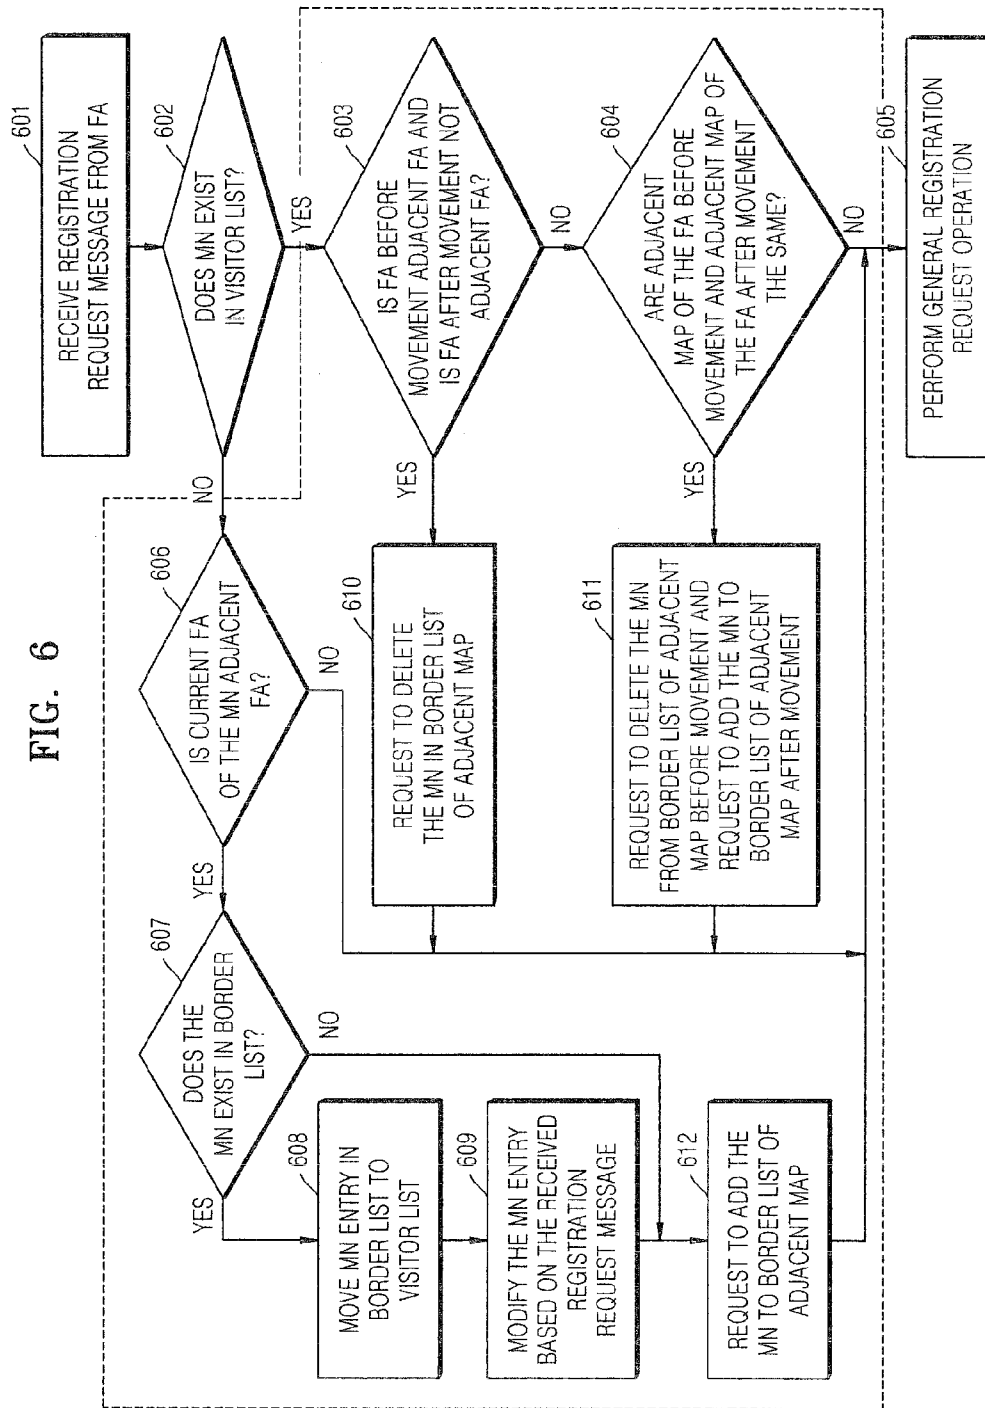 FIG. 6
601
RECEIVE REGISTRATION
REQUEST MESSAGE FROM FA
602
DOES MN EXIST
IN VISITOR LIST?
NO
YES
603
IS FA BEFORE
MOVEMENT ADJACENT FA AND
IS FA AFTER MOVEMENT NOT
ADJACENT FA?
YES
NO
604
ARE ADJACENT
MAP OF THE FA BEFORE
MOVEMENT AND ADJACENT MAP OF
THE FA AFTER MOVEMENT
THE SAME?
YES
NO
605
PERFORM GENERAL REGISTRATION
REQUEST OPERATION
606
IS CURRENT FA
OF THE MN ADJACENT
FA?
YES
NO
610
REQUEST TO DELETE
THE MN IN BORDER LIST
OF ADJACENT MAP
611
REQUEST TO DELETE THE MN
FROM BORDER LIST OF ADJACENT
MAP BEFORE MOVEMENT AND
REQUEST TO ADD THE MN TO
BORDER LIST OF ADJACENT
MAP AFTER MOVEMENT
607
DOES THE
MN EXIST IN BORDER
LIST?
YES
NO
608
MOVE MN ENTRY IN
BORDER LIST TO
VISITOR LIST
609
MODIFY THE MN ENTRY
BASED ON THE RECEIVED
REGISTRATION
REQUEST MESSAGE
612
REQUEST TO ADD THE
MN TO BORDER LIST OF
ADJACENT MAP